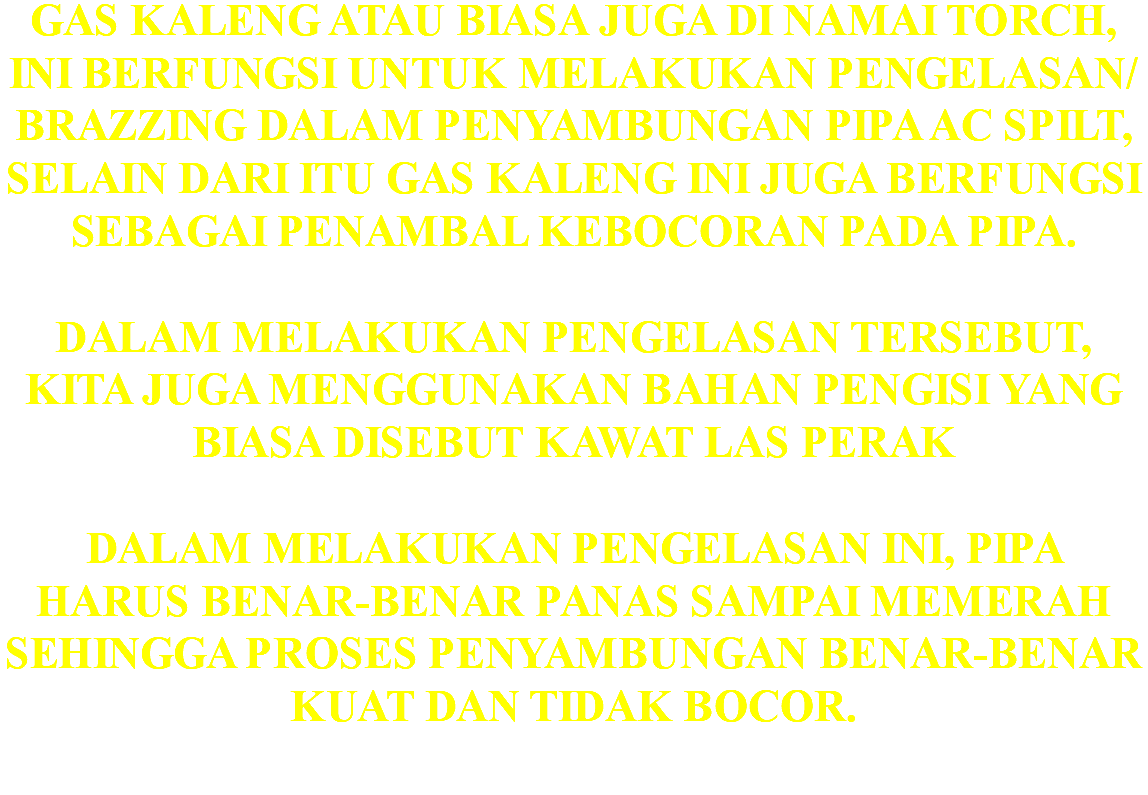 GAS KALENG ATAU BIASA JUGA DI NAMAI TORCH,
INI BERFUNGSI UNTUK MELAKUKAN PENGELASAN/
BRAZZING DALAM PENYAMBUNGAN PIPA AC SPILT,
SELAIN DARI ITU GAS KALENG INI JUGA BERFUNGSI
SEBAGAI PENAMBAL KEBOCORAN PADA PIPA.
DALAM MELAKUKAN PENGELASAN TERSEBUT,
KITA JUGA MENGGUNAKAN BAHAN PENGISI YANG
BIASA DISEBUT KAWAT LAS PERAK
DALAM MELAKUKAN PENGELASAN INI, PIPA
HARUS BENAR-BENAR PANAS SAMPAI MEMERAH
SEHINGGA PROSES PENYAMBUNGAN BENAR-BENAR
KUAT DAN TIDAK BOCOR.